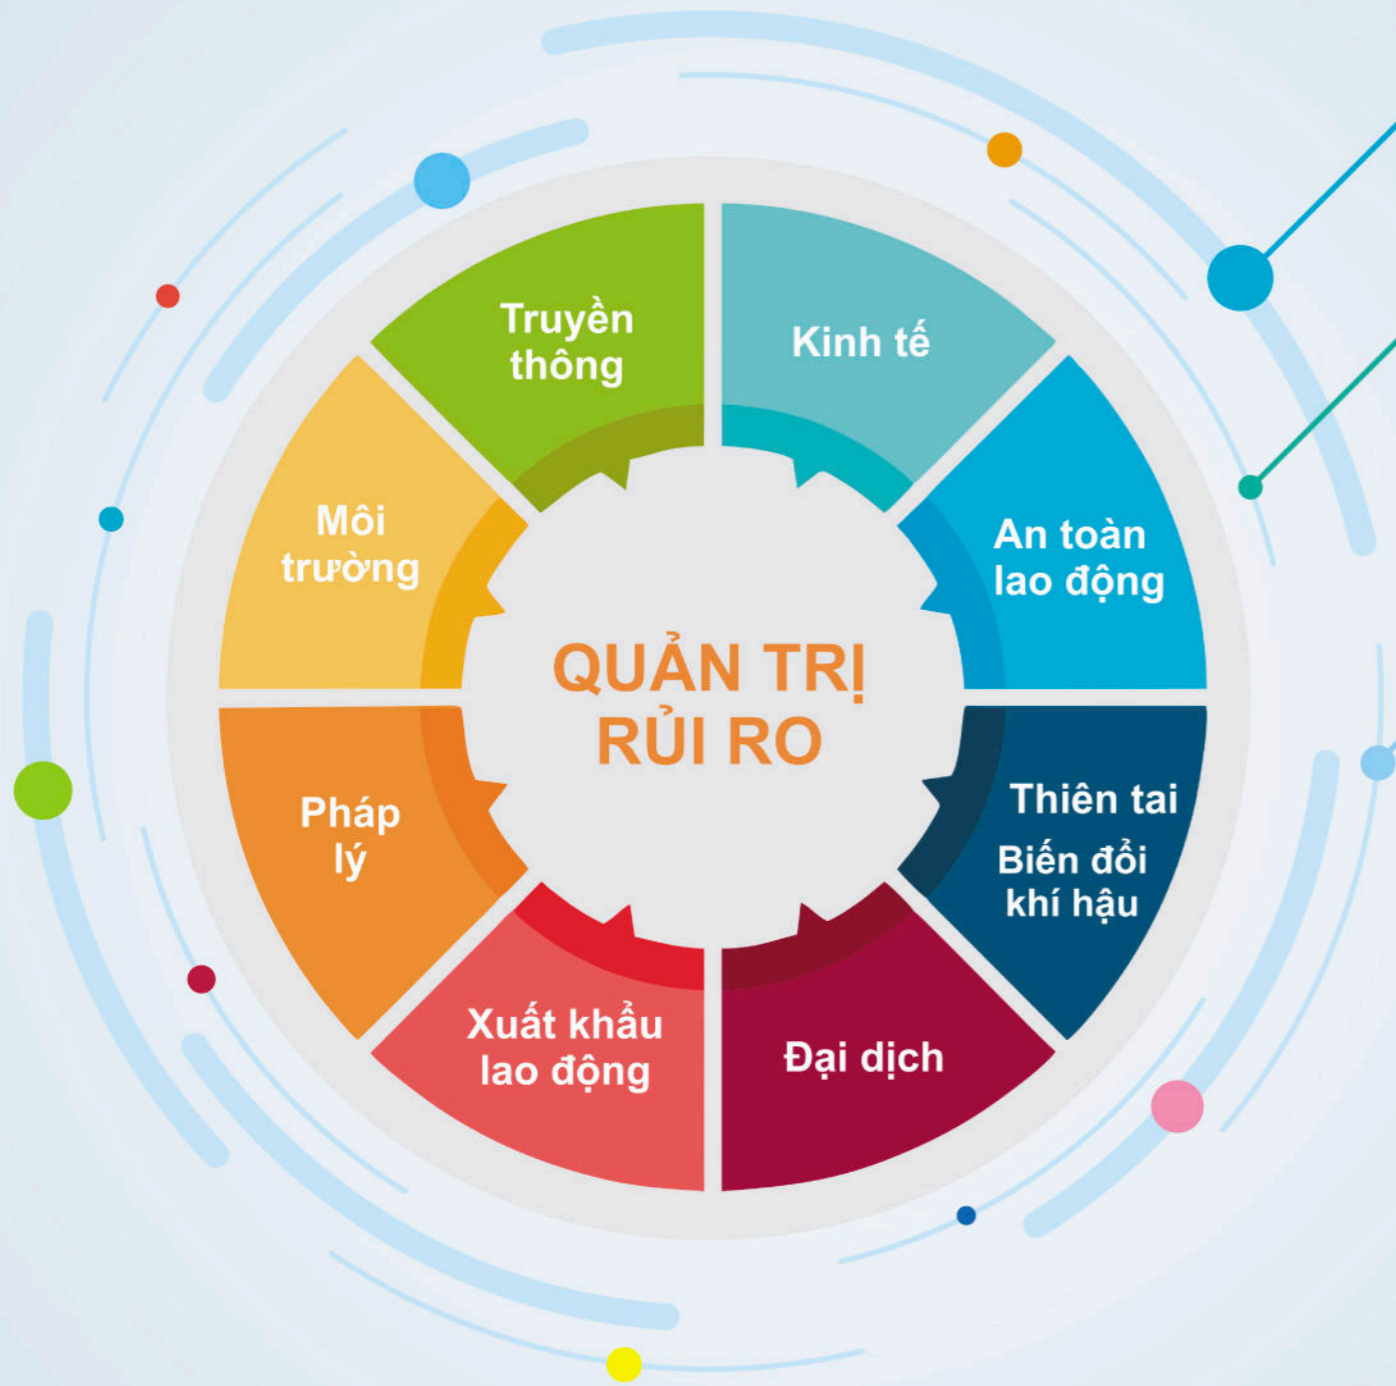 Truyền
thông
Kinh tế
Môi
trường
An toàn
lao động
QUẢN TRỊ
RỦI RO
Pháp
lý
Thiên tai
Biến đổi
khí hậu
Xuất khẩu
lao động
Đại dịch